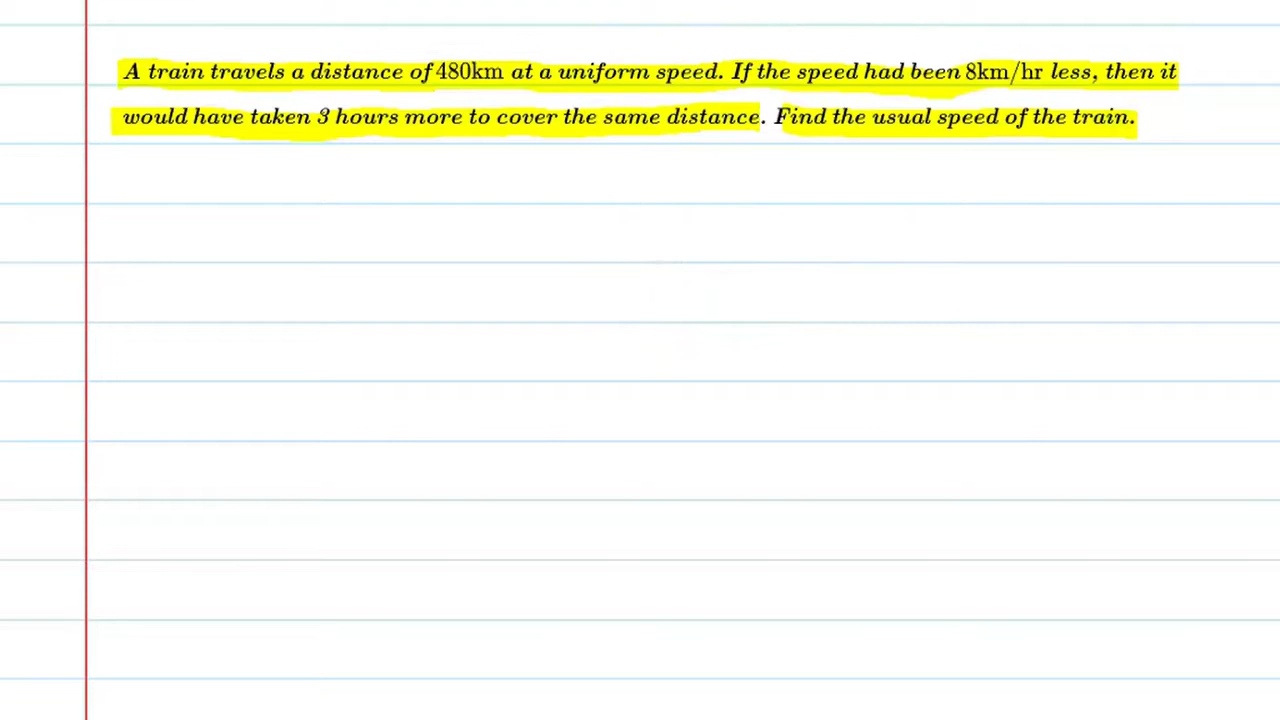 A train travels a distance of 480km at a uniform speed. If the speed had been 8km/hr less, then it
would have taken 3 hours more to cover the same distance. Find the usual speed of the train.